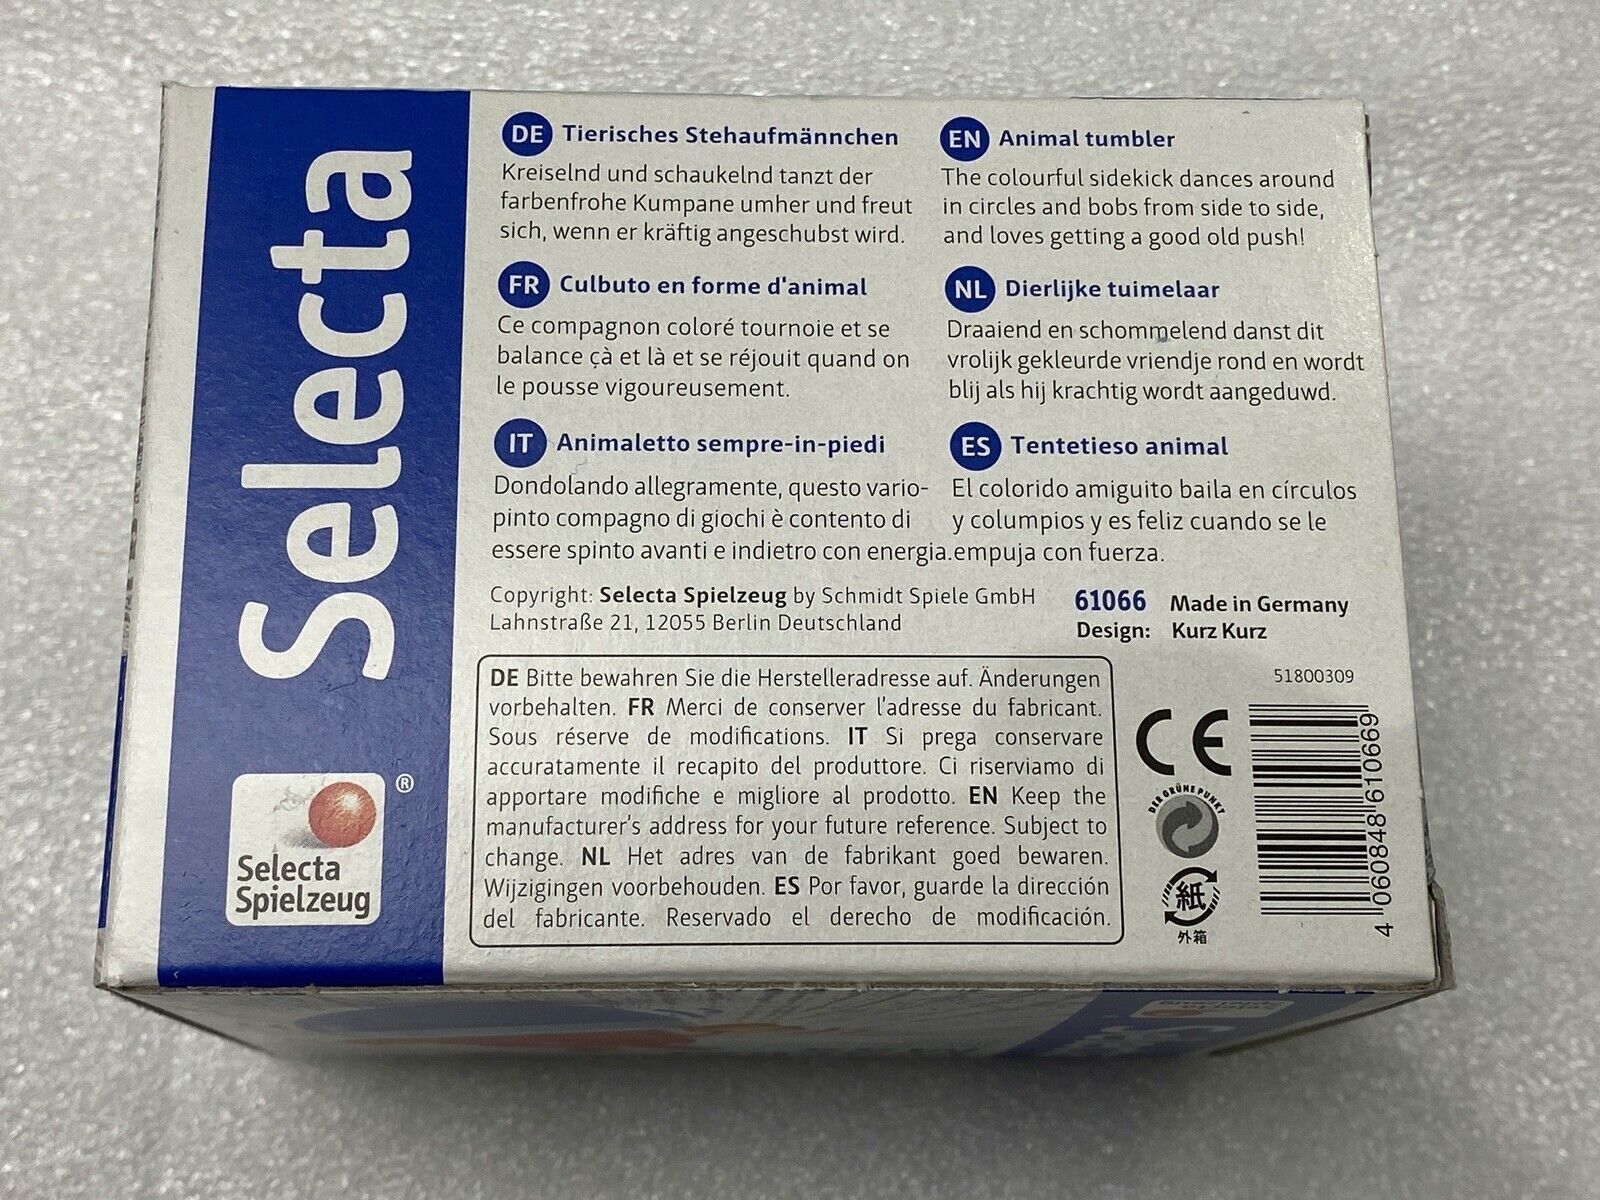 Selecta
®
Selecta
Spielzeug
DE Tierisches Stehaufmännchen
Kreiselnd und schaukelnd tanzt der
farbenfrohe Kumpane umher und freut
sich, wenn er kräftig angeschubst wird.
EN Animal tumbler
The colourful sidekick dances around
in circles and bobs from side to side,
and loves getting a good old push!
FR Culbuto en forme d'animal
Ce compagnon coloré tournoie et se
balance çà et là et se réjouit quand on
le pousse vigoureusement.
NL Dierlijke tuimelaar
Draaiend en schommelend danst dit
vrolijk gekleurde vriendje rond en wordt
blij als hij krachtig wordt aangeduwd.
IT Animaletto sempre-in-piedi
Dondolando allegramente, questo vario-
pinto compagno di giochi è contento di
essere spinto avanti e indietro con energia.
ES Tentetieso animal
El colorido amiguito baila en círculos
y columpios y es feliz cuando se le
empuja con fuerza.
Copyright: Selecta Spielzeug by Schmidt Spiele GmbH
Lahnstraße 21, 12055 Berlin Deutschland
61066 Made in Germany
Design: Kurz Kurz
DE Bitte bewahren Sie die Herstelleradresse auf. Änderungen
vorbehalten. FR Merci de conserver l'adresse du fabricant.
Sous réserve de modifications. IT Si prega conservare
accuratamente il recapito del produttore. Ci riserviamo di
apportare modifiche e migliore al prodotto. EN Keep the
manufacturer's address for your future reference. Subject to
change. NL Het adres van de fabrikant goed bewaren.
Wijzigingen voorbehouden. ES Por favor, guarde la dirección
del fabricante. Reservado el derecho de modificación.
51800309
CE
DER GRÜNE PUNKT
紙
外箱
4 060848 610669